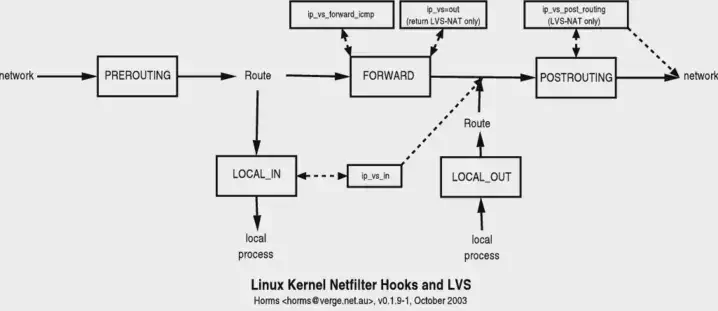 ip_vs_forward_icmp
ip_vs=out
(return LVS-NAT only)
ip_vs_post_routing
(LVS-NAT only)
network
PREROUTING
Route
FORWARD
POSTROUTING
network
Route
LOCAL_IN
ip_vs_in
LOCAL_OUT
local
process
local
process
Linux Kernel Netfilter Hooks and LVS
Horms <horms@verge.net.au>, v0.1.9-1, October 2003